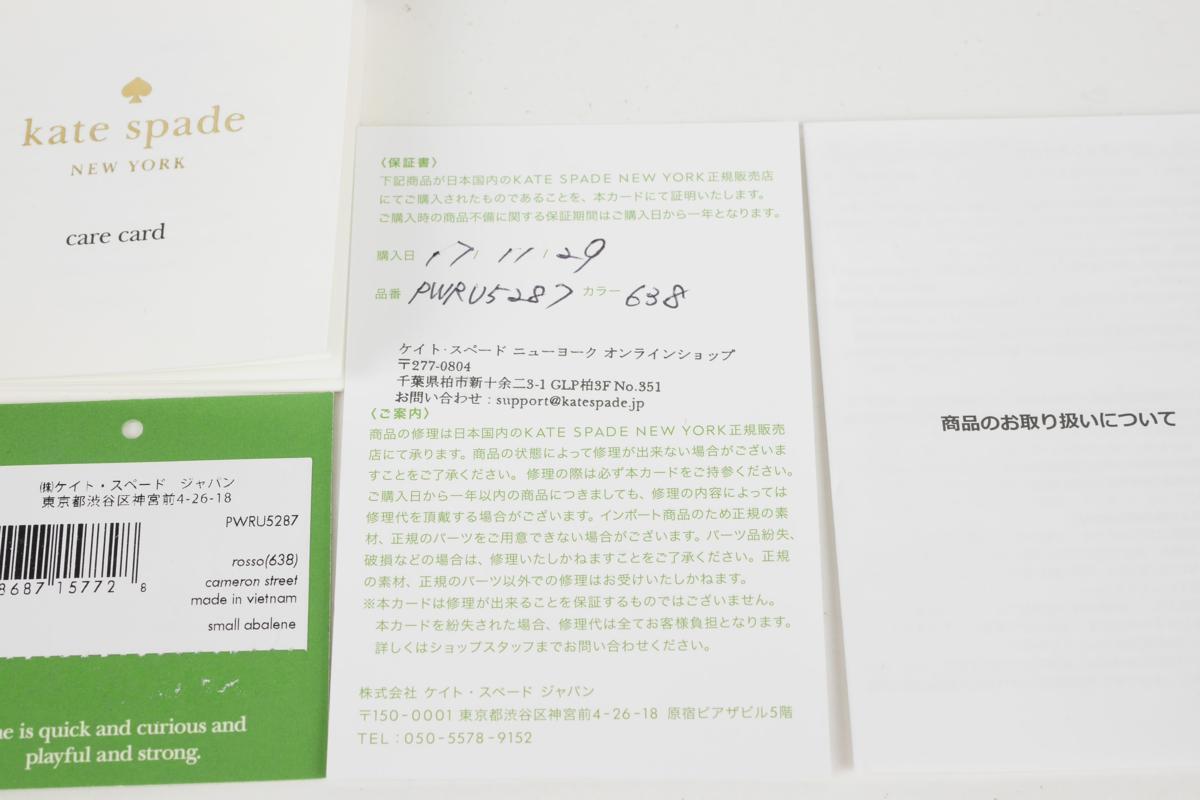 kate spade
NEW YORK
care card
㈱ケイト・スペード ジャパン
東京都渋谷区神宮前4-26-18
PWRU5287
rosso(638)
8687 15772 8
cameron street
made in vietnam
small abalene
is quick and curious and
playful and strong.
〈保証書〉
下記商品が日本国内のKATE SPADE NEW YORK正規販売店
にてご購入されたものであることを、本カードにて証明いたします。
ご購入時の商品不備に関する保証期間はご購入日から一年となります。
購入日 17/ 11 / 29
品番 PWRU5287 カラー 638
ケイト・スペード ニューヨーク オンラインショップ
〒277-0804
千葉県柏市新十余二3-1 GLP柏3F No.351
お問い合わせ：support@katespade.jp
〈ご案内〉
商品の修理は日本国内のKATE SPADE NEW YORK正規販売
店にて承ります。商品の状態によって修理が出来ない場合がございま
すことをご了承ください。修理の際は必ず本カードをご持参ください。
ご購入日から一年以内の商品につきましても、修理の内容によっては
修理代を頂戴する場合がございます。インポート商品のため正規の素
材、正規のパーツをご用意できない場合がございます。パーツ品紛失、
破損などの場合は、修理いたしかねますことをご了承ください。正規
の素材、正規のパーツ以外での修理はお受けいたしかねます。
※本カードは修理が出来ることを保証するものではございません。
本カードを紛失された場合、修理代は全てお客様負担となります。
詳しくはショップスタッフまでお問い合わせください。
株式会社 ケイト・スペード ジャパン
〒150-0001 東京都渋谷区神宮前4-26-18 原宿ピアザビル5階
TEL：050-5578-9152
商品のお取り扱いについて